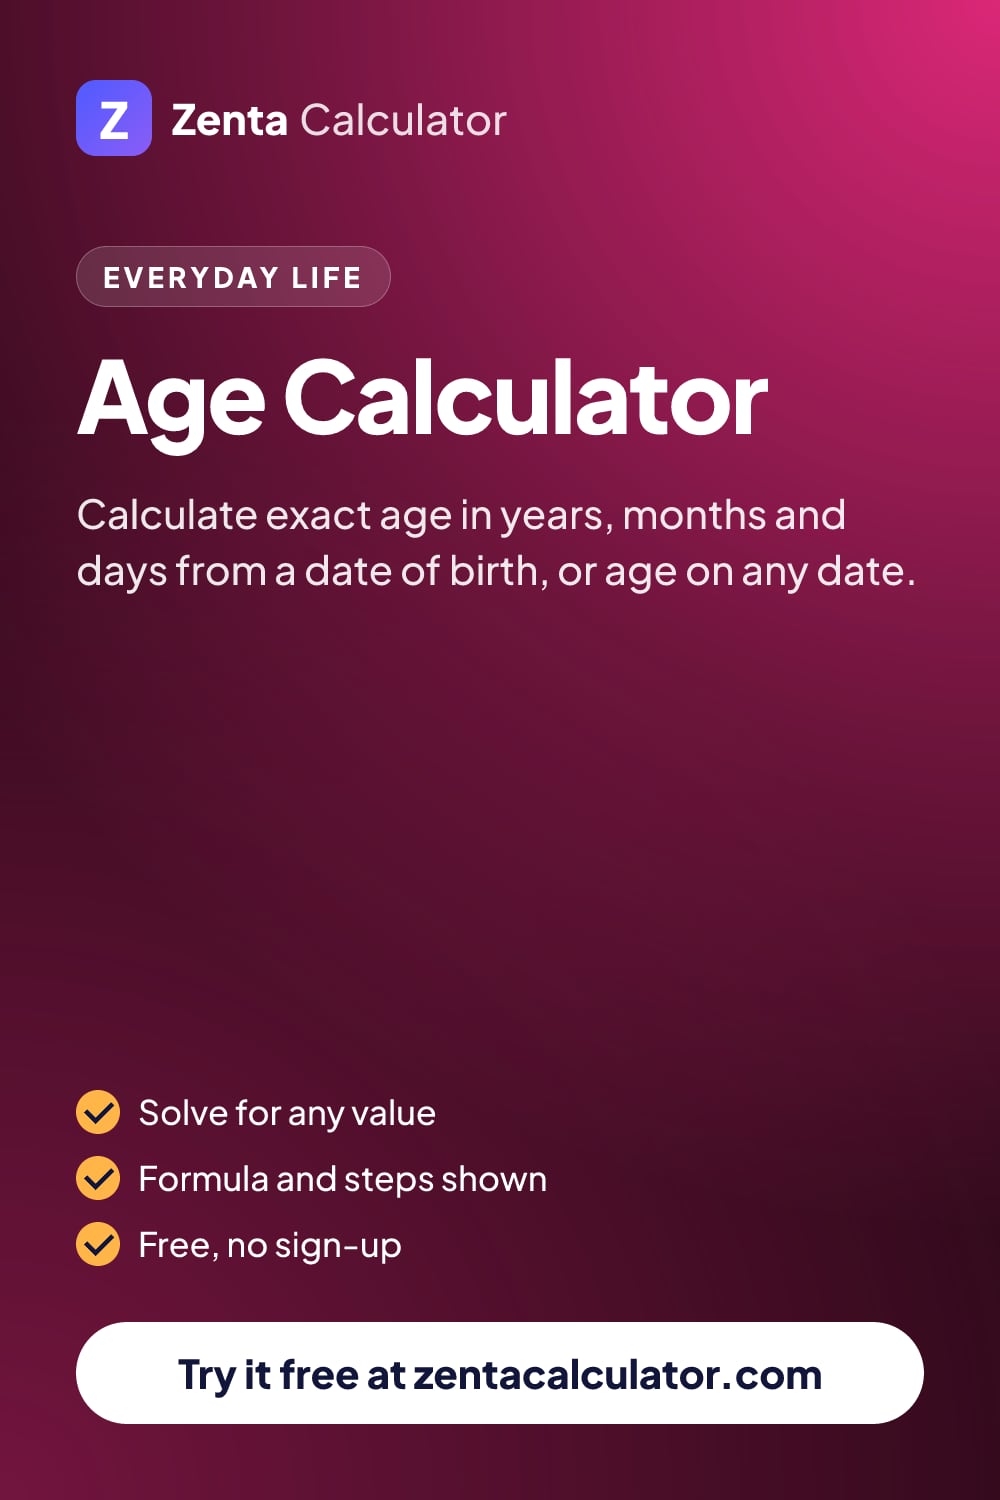 Z
Zenta Calculator
EVERYDAY LIFE
Age Calculator
Calculate exact age in years, months and
days from a date of birth, or age on any date.
Solve for any value
Formula and steps shown
Free, no sign-up
Try it free at zentacalculator.com